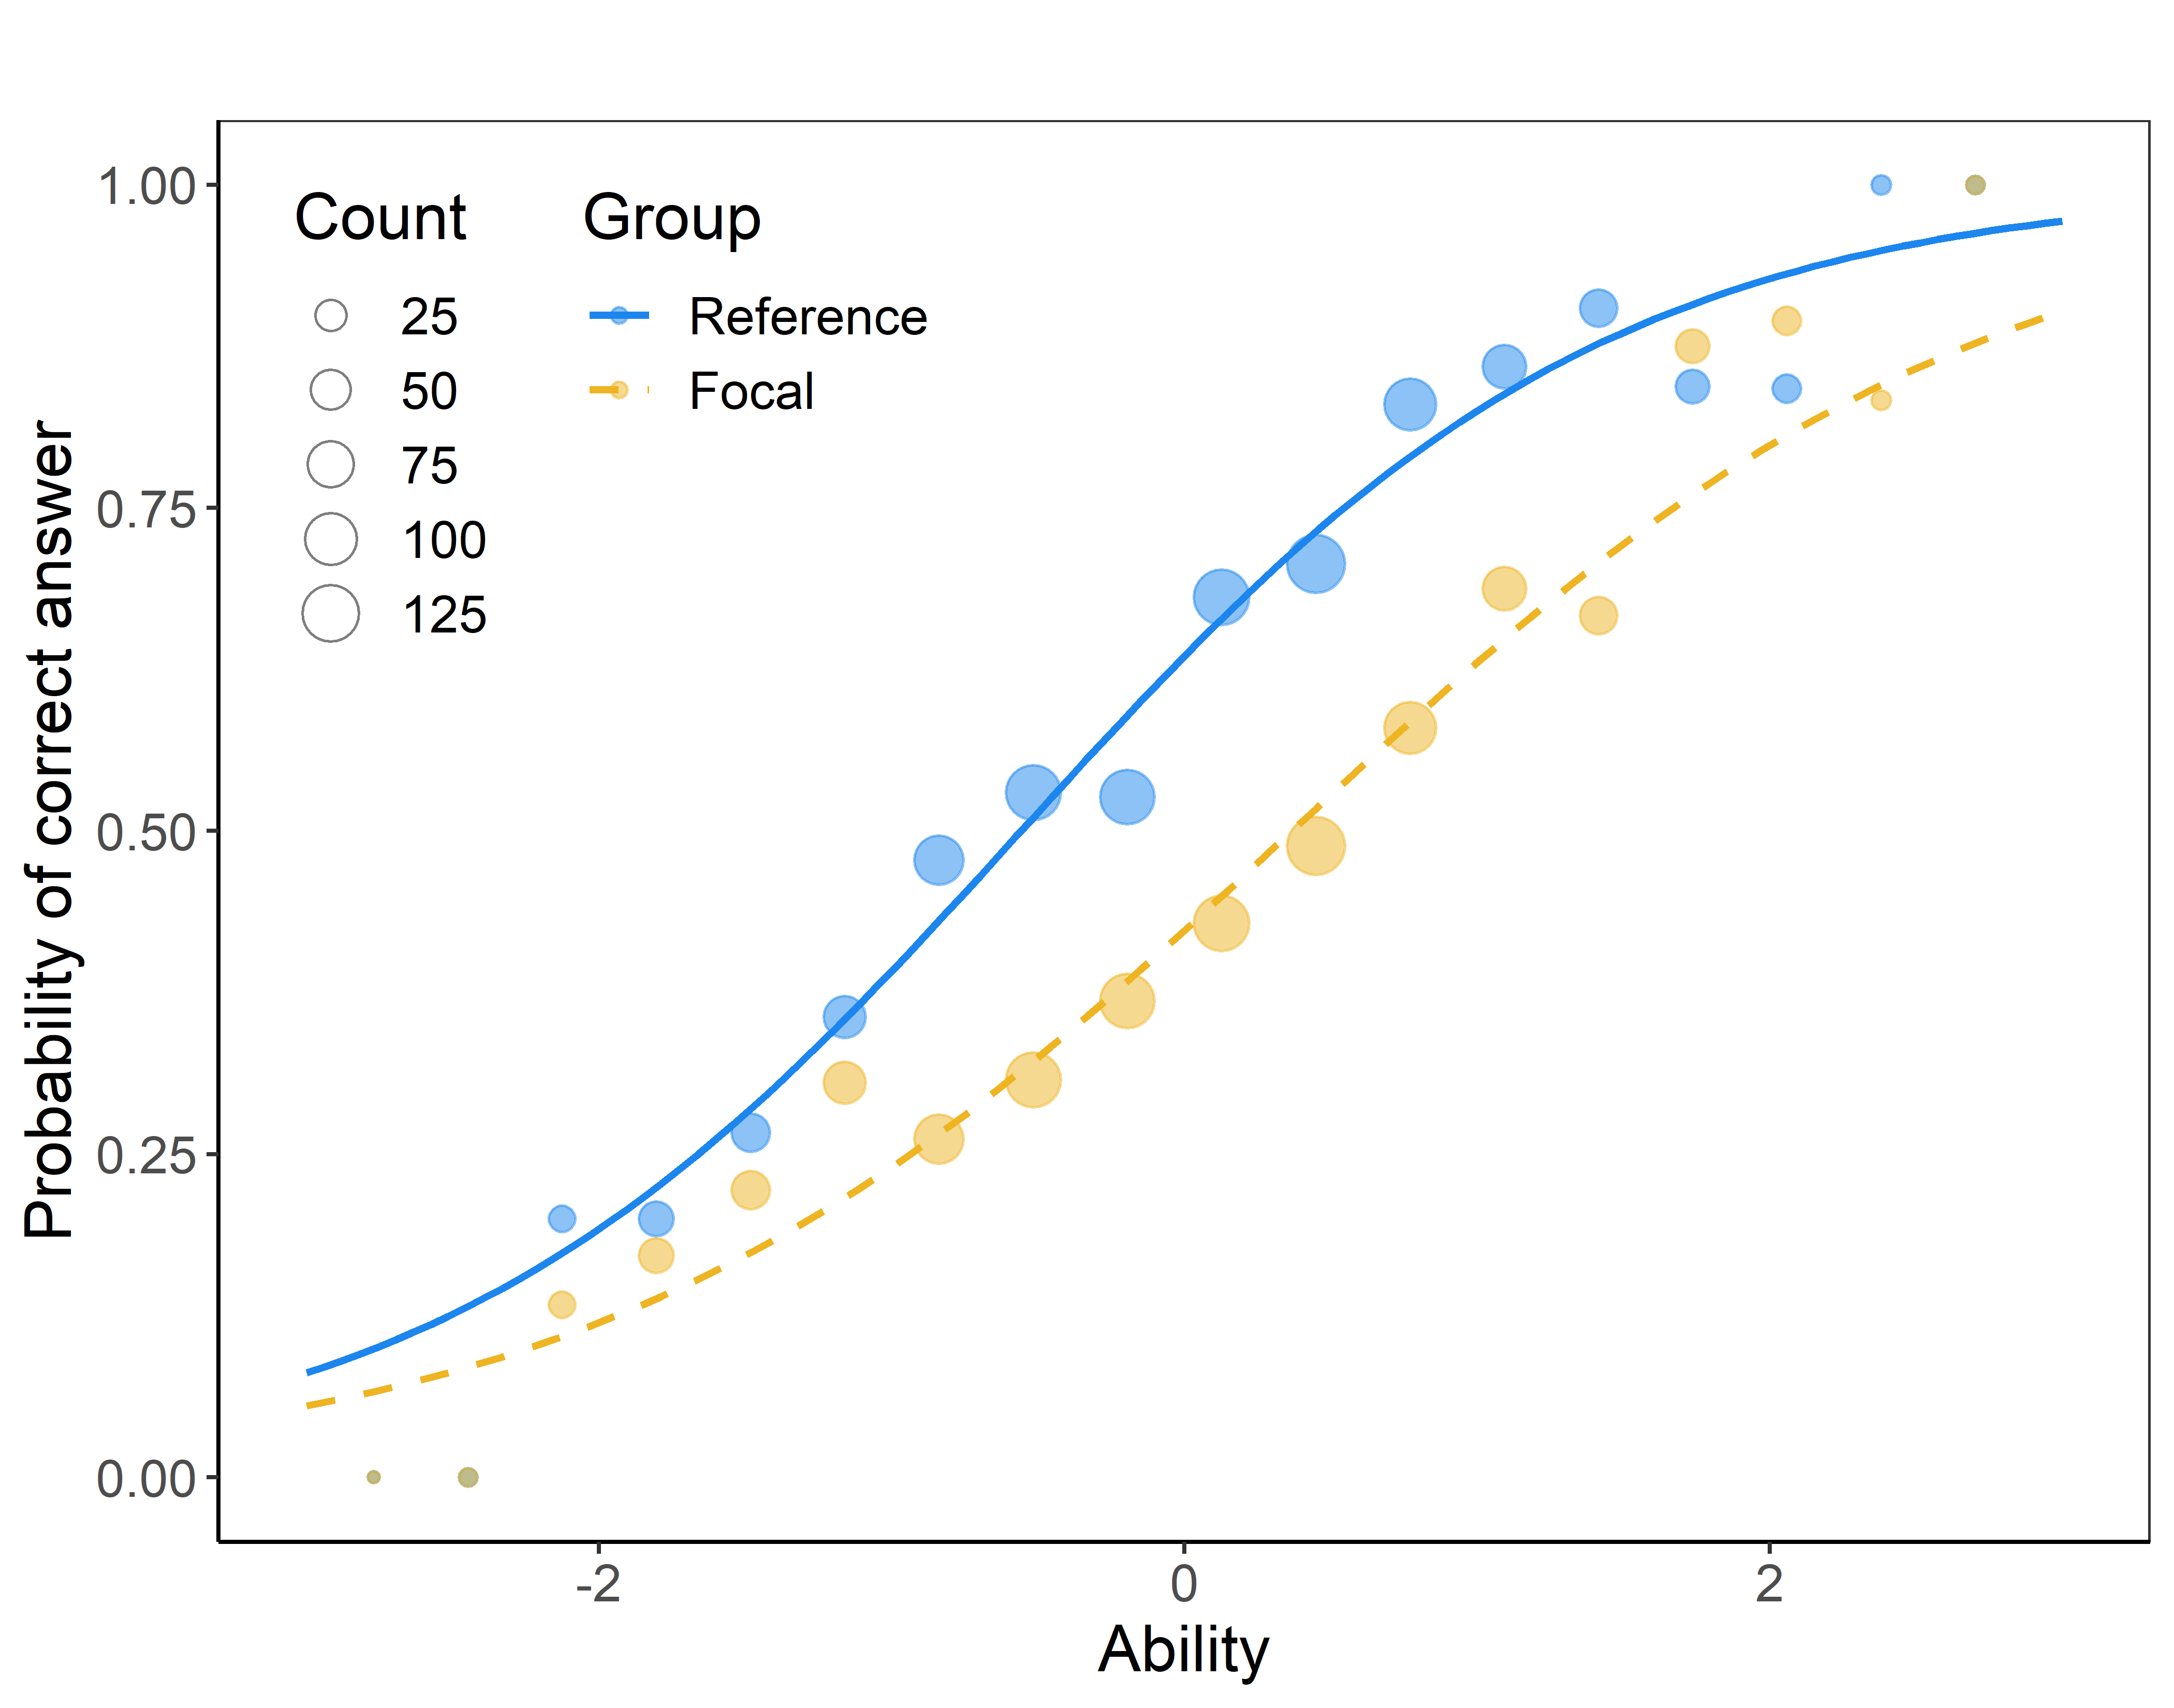 Count
25
50
75
100
125
Group
Reference
Focal
Probability of correct answer
1.00
0.75
0.50
0.25
0.00
-2
0
2
Ability